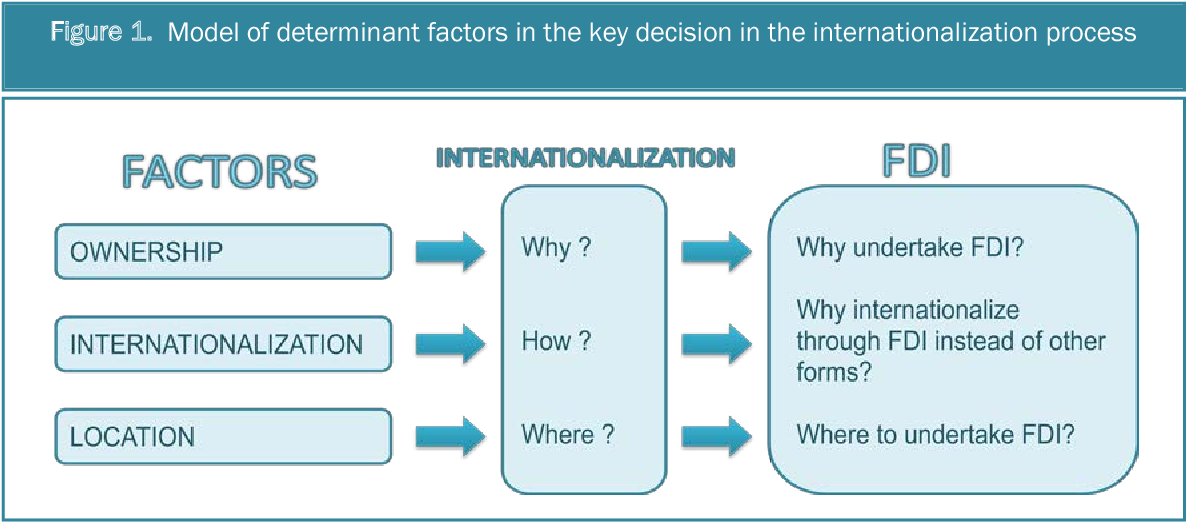 Figure 1. Model of determinant factors in the key decision in the internationalization process
FACTORS
INTERNATIONALIZATION
FDI
OWNERSHIP
Why ?
Why undertake FDI?
INTERNATIONALIZATION
How ?
Why internationalize
through FDI instead of other
forms?
LOCATION
Where ?
Where to undertake FDI?